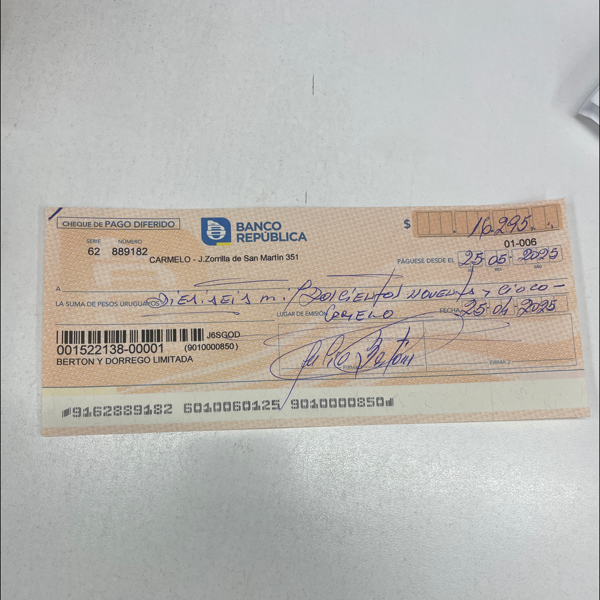 CHEQUE DE PAGO DIFERIDO
BANCO
REPÚBLICA
$ 16.295.
SERIE NÚMERO
62 889182
01-006
CARMELO - J.Zorrilla de San Martín 351
PÁGUESE DESDE EL 25 05 2025
MES AÑO
A
LA SUMA DE PESOS URUGUAYOS Dieciseis mil Doscientos noventa y cinco
LUGAR DE EMISIÓN FECHA 25 04 2025
J6SGOD
001522138-00001 (9010000850)
BERTON Y DORREGO LIMITADA
FIRMA 2
9162889182 6010060125 9010000850